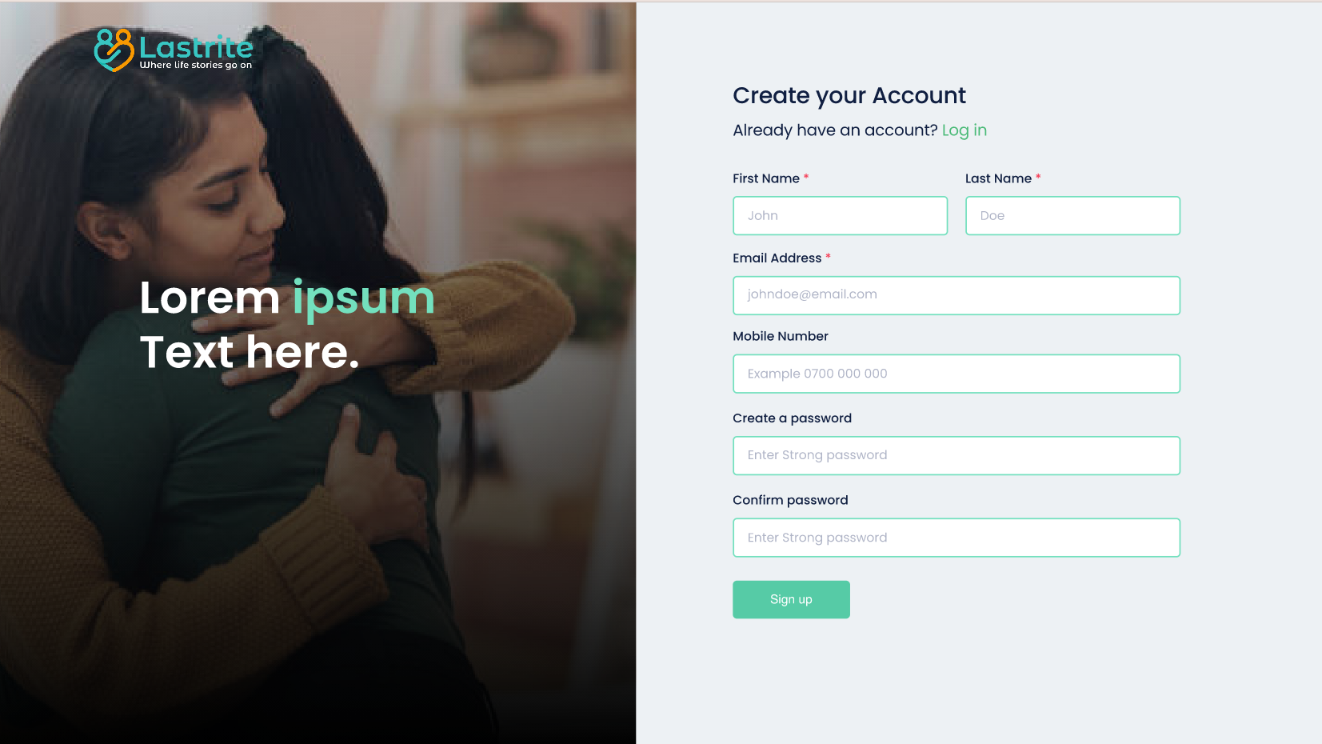 Lastrite
Where life stories go on
Lorem ipsum
Text here.
Create your Account
Already have an account? Log in
First Name *
Last Name *
John
Doe
Email Address *
johndoe@email.com
Mobile Number
Example 0700 000 000
Create a password
Enter Strong password
Confirm password
Enter Strong password
Sign up